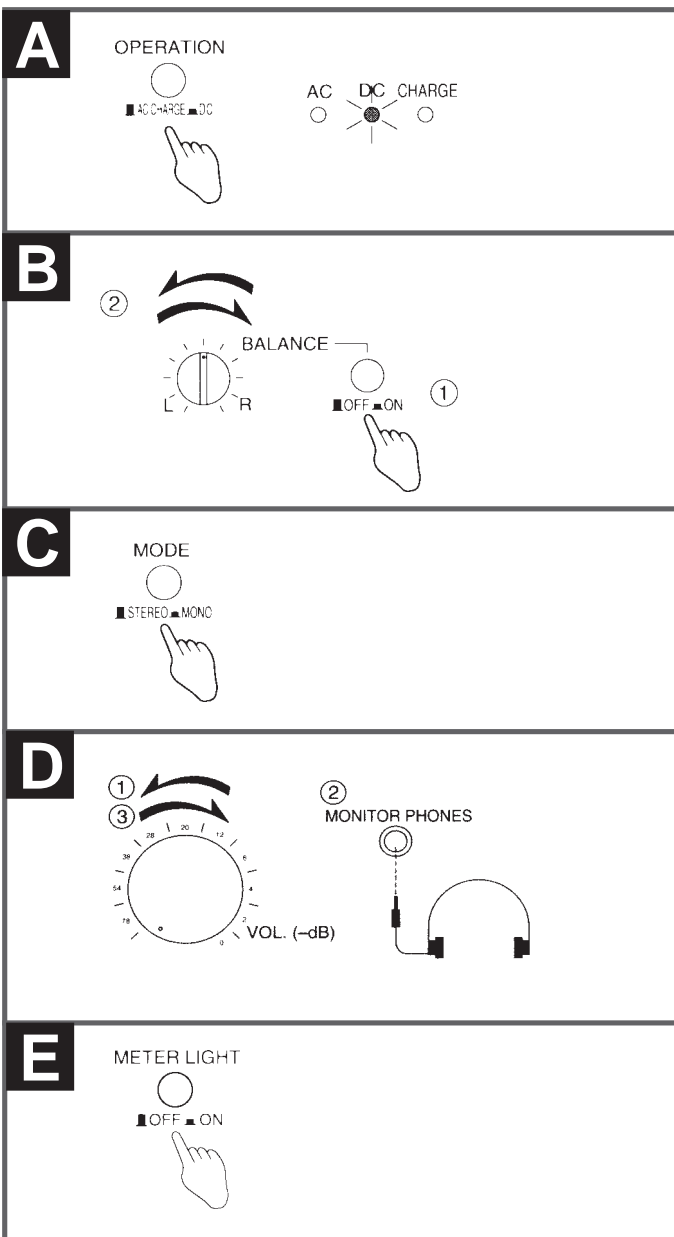 A
OPERATION
AC CHARGE DC
AC DC CHARGE
B
②
BALANCE
L R
①
OFF ON
C
MODE
STEREO MONO
D
①
③
78 54 39 28 20 12 8 4 2 0
VOL. (–dB)
②
MONITOR PHONES
E
METER LIGHT
OFF ON